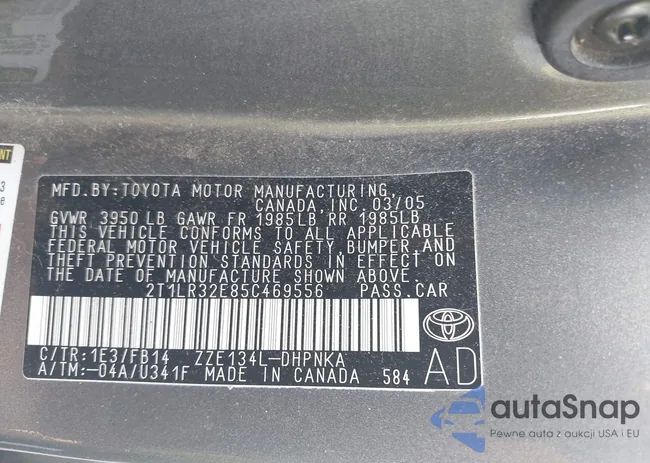 NT
3
e
MFD. BY: TOYOTA MOTOR MANUFACTURING,
CANADA, INC. 03/05
GVWR 3950 LB GAWR FR 1985LB RR 1985LB
THIS VEHICLE CONFORMS TO ALL APPLICABLE
FEDERAL MOTOR VEHICLE SAFETY, BUMPER, AND
THEFT PREVENTION STANDARDS IN EFFECT
ON THE DATE OF MANUFACTURE SHOWN ABOVE.
2T1LR32E85C469556 PASS. CAR
C/TR: 1E3/FB14 ZZE134L-DHPNKA
A/TM:-04A/U341F MADE IN CANADA 584
AD
autaSnap
Pewne auta z aukcji USA i EU